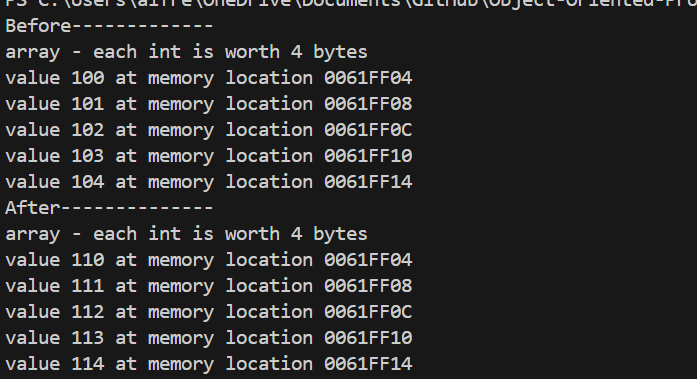 PS C:\Users\alfre\OneDrive\Documents\GitHub\Object-Oriented-Pro
Before-------------
array - each int is worth 4 bytes
value 100 at memory location 0061FF04
value 101 at memory location 0061FF08
value 102 at memory location 0061FF0C
value 103 at memory location 0061FF10
value 104 at memory location 0061FF14
After--------------
array - each int is worth 4 bytes
value 110 at memory location 0061FF04
value 111 at memory location 0061FF08
value 112 at memory location 0061FF0C
value 113 at memory location 0061FF10
value 114 at memory location 0061FF14